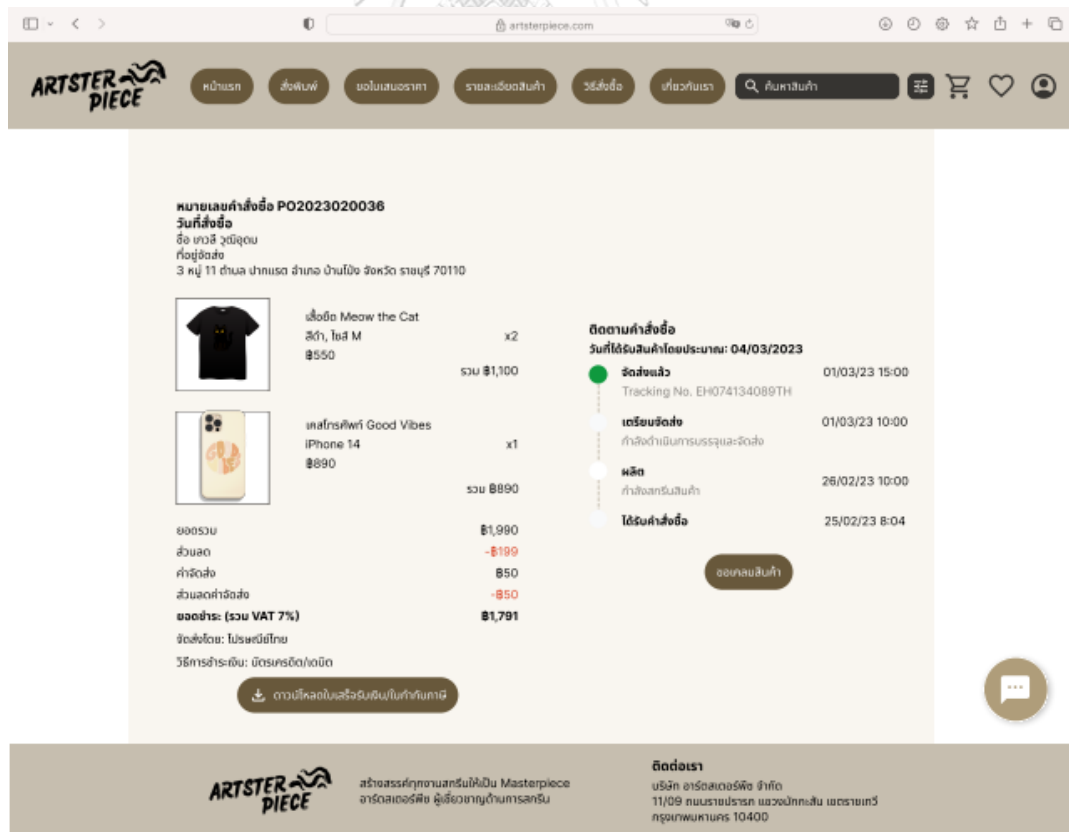 artsterpiece.com
ARTSTER PIECE
หน้าแรก
สั่งพิมพ์
ขอใบเสนอราคา
รายละเอียดสินค้า
วิธีสั่งซื้อ
เกี่ยวกับเรา
ค้นหาสินค้า
หมายเลขคำสั่งซื้อ PO2023020036
วันที่สั่งซื้อ
ชื่อ เกวลี วุฒิอุดม
ที่อยู่จัดส่ง
3 หมู่ 11 ตำบล ปากแรต อำเภอ บ้านโป่ง จังหวัด ราชบุรี 70110
เสื้อยืด Meow the Cat
สีดำ, ไซส์ M x2
฿550
รวม ฿1,100
เคสโทรศัพท์ Good Vibes
iPhone 14 x1
฿890
รวม ฿890
ยอดรวม ฿1,990
ส่วนลด -฿199
ค่าจัดส่ง ฿50
ส่วนลดค่าจัดส่ง -฿50
ยอดชำระ (รวม VAT 7%) ฿1,791
จัดส่งโดย: ไปรษณีย์ไทย
วิธีการชำระเงิน: บัตรเครดิต/เดบิต
ดาวน์โหลดใบเสร็จรับเงิน/ใบกำกับภาษี
ติดตามคำสั่งซื้อ
วันที่ได้รับสินค้าโดยประมาณ: 04/03/2023
จัดส่งแล้ว 01/03/23 15:00
Tracking No. EH074134089TH
เตรียมจัดส่ง 01/03/23 10:00
กำลังดำเนินการบรรจุและจัดส่ง
ผลิต 26/02/23 10:00
กำลังสกรีนสินค้า
ได้รับคำสั่งซื้อ 25/02/23 8:04
ขอเคลมสินค้า
ARTSTER PIECE
สร้างสรรค์ทุกงานสกรีนให้เป็น Masterpiece
อาร์ตสเตอร์พีซ ผู้เชี่ยวชาญด้านการสกรีน
ติดต่อเรา
บริษัท อาร์ตสเตอร์พีซ จำกัด
11/09 ถนนราชปรารภ แขวงมักกะสัน เขตราชเทวี
กรุงเทพมหานคร 10400